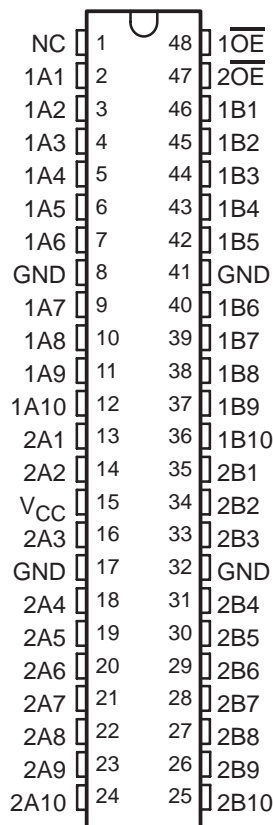 NC 1 48 1O̅E̅
1A1 2 47 2O̅E̅
1A2 3 46 1B1
1A3 4 45 1B2
1A4 5 44 1B3
1A5 6 43 1B4
1A6 7 42 1B5
GND 8 41 GND
1A7 9 40 1B6
1A8 10 39 1B7
1A9 11 38 1B8
1A10 12 37 1B9
2A1 13 36 1B10
2A2 14 35 2B1
VCC 15 34 2B2
2A3 16 33 2B3
GND 17 32 GND
2A4 18 31 2B4
2A5 19 30 2B5
2A6 20 29 2B6
2A7 21 28 2B7
2A8 22 27 2B8
2A9 23 26 2B9
2A10 24 25 2B10